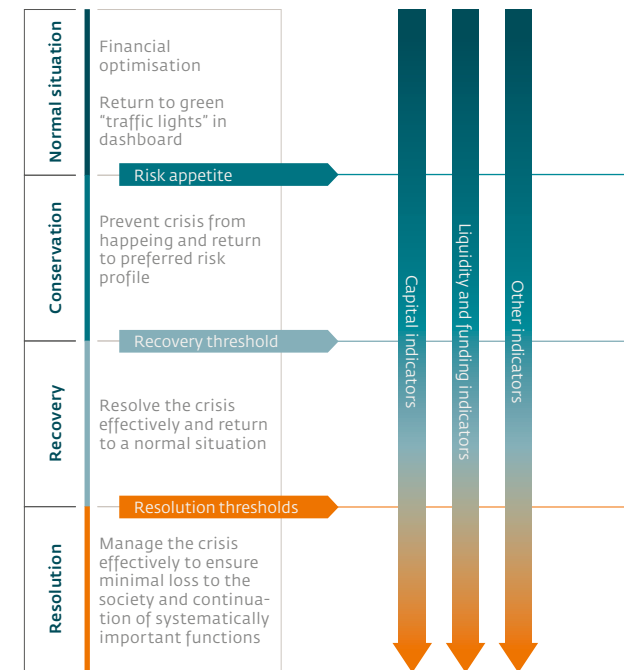 Normal situation
Financial
optimisation
Return to green
“traffic lights” in
dashboard
Risk appetite
Conservation
Prevent crisis from
happeing and return
to preferred risk
profile
Recovery threshold
Recovery
Resolve the crisis
effectively and return
to a normal situation
Resolution thresholds
Resolution
Manage the crisis
effectively to ensure
minimal loss to the
society and continua-
tion of systematically
important functions
Capital indicators
Liquidity and funding indicators
Other indicators